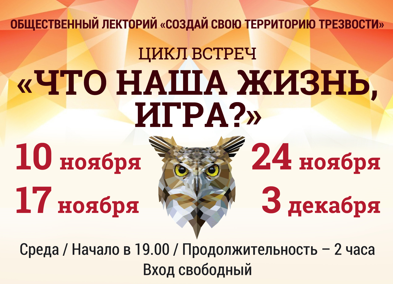 ОБЩЕСТВЕННЫЙ ЛЕКТОРИЙ «СОЗДАЙ СВОЮ ТЕРРИТОРИЮ ТРЕЗВОСТИ»
ЦИКЛ ВСТРЕЧ
«ЧТО НАША ЖИЗНЬ,
ИГРА?»
10 ноября
24 ноября
17 ноября
3 декабря
Среда / Начало в 19.00 / Продолжительность – 2 часа
Вход свободный